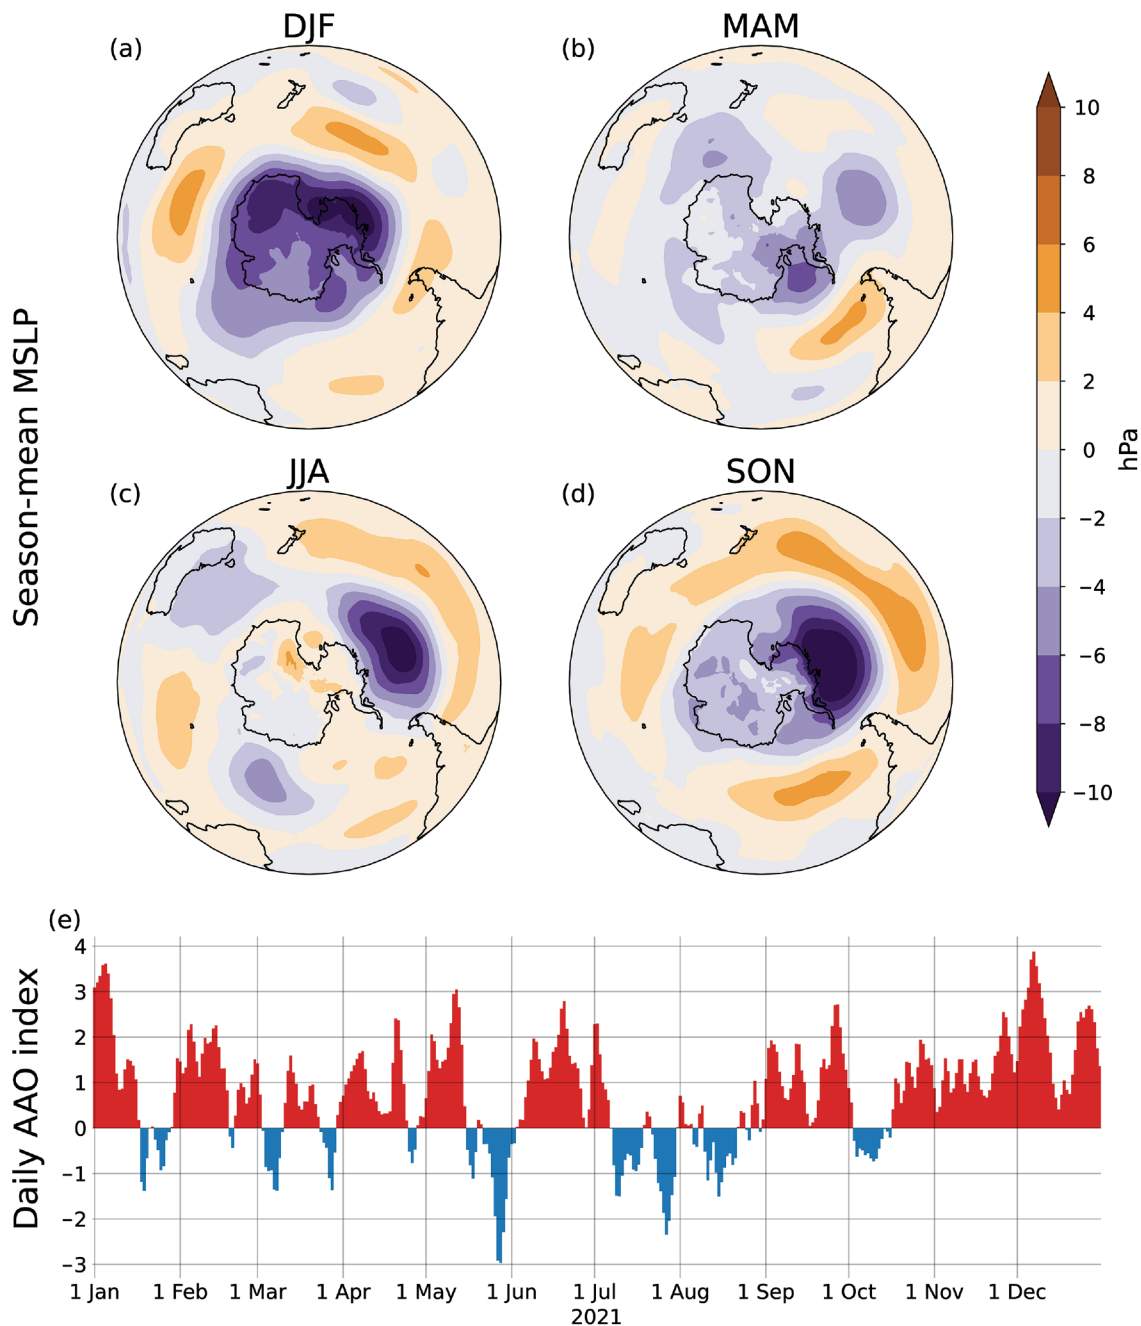 DJF
MAM
(a)
(b)
10
8
6
4
2
0
−2
−4
−6
−8
−10
hPa
Season-mean MSLP
JJA
SON
(c)
(d)
(e)
Daily AAO index
4
3
2
1
0
−1
−2
−3
1 Jan 1 Feb 1 Mar 1 Apr 1 May 1 Jun 1 Jul 1 Aug 1 Sep 1 Oct 1 Nov 1 Dec
2021